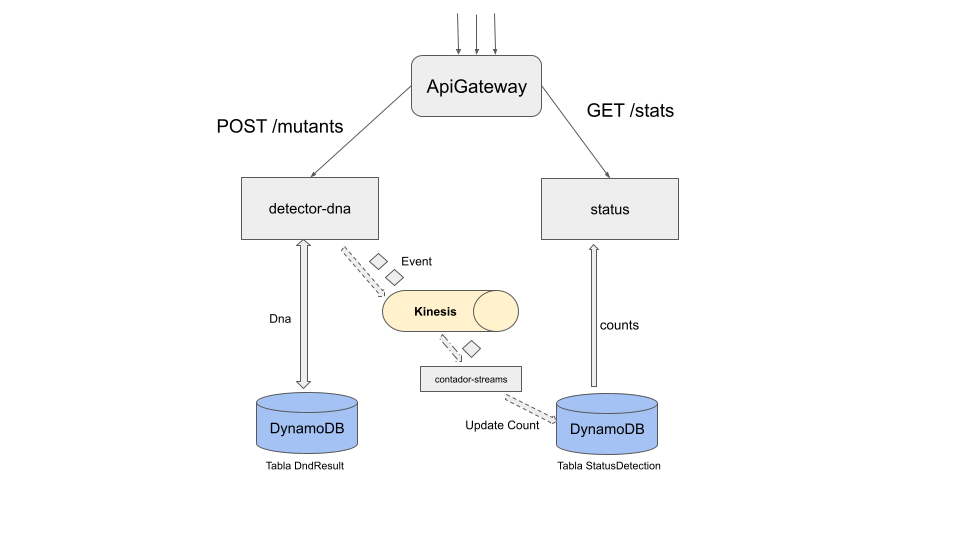 ApiGateway
POST /mutants
GET /stats
detector-dna
status
Event
Dna
Kinesis
counts
contador-streams
Update Count
DynamoDB
DynamoDB
Tabla DndResult
Tabla StatusDetection